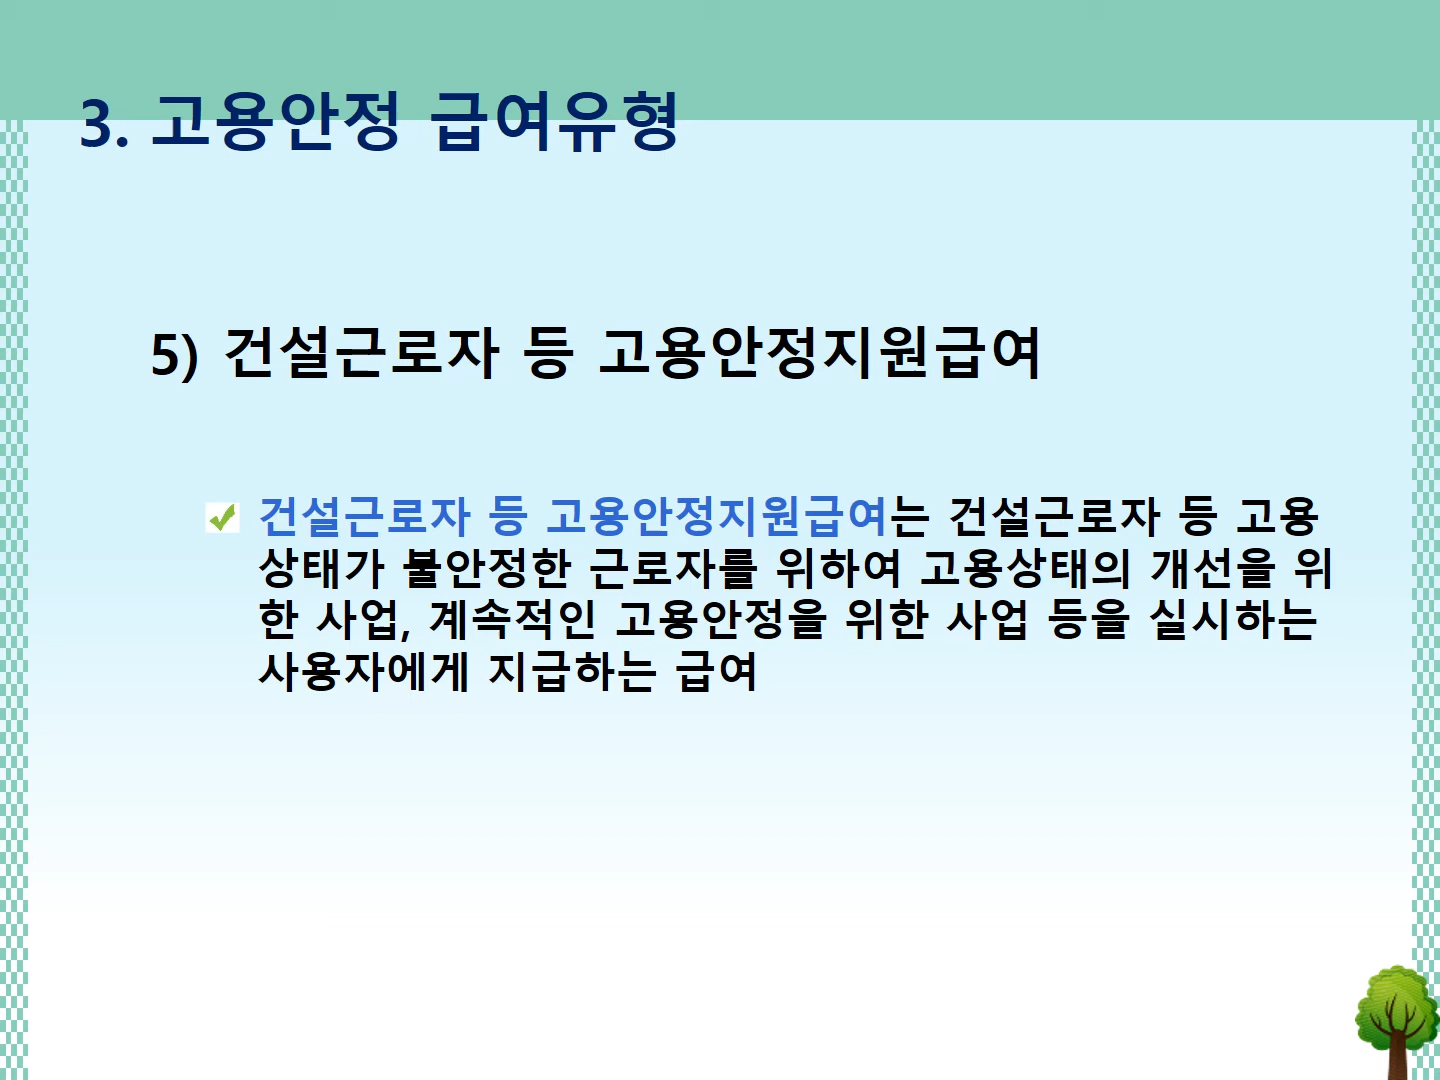 3. 고용안정 급여유형
5) 건설근로자 등 고용안정지원급여
건설근로자 등 고용안정지원급여는 건설근로자 등 고용
상태가 불안정한 근로자를 위하여 고용상태의 개선을 위
한 사업, 계속적인 고용안정을 위한 사업 등을 실시하는
사용자에게 지급하는 급여